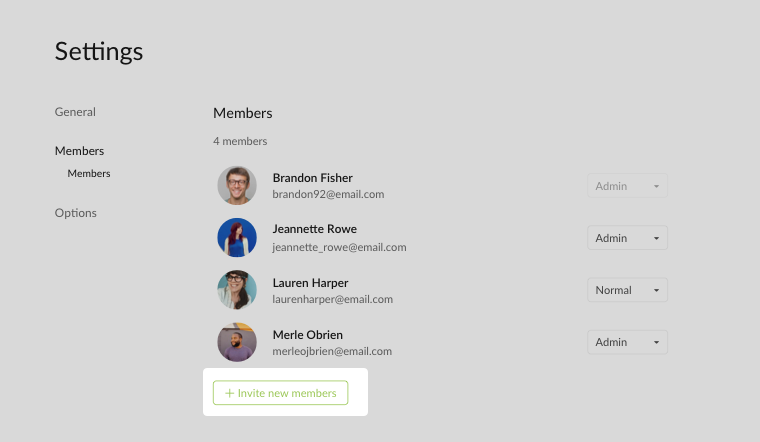 Settings
General
Members
Members
Options
Members
4 members
Brandon Fisher
brandon92@email.com
Admin
Jeannette Rowe
jeannette_rowe@email.com
Admin
Lauren Harper
laurenharper@email.com
Normal
Merle Obrien
merleojbrien@email.com
Admin
+ Invite new members